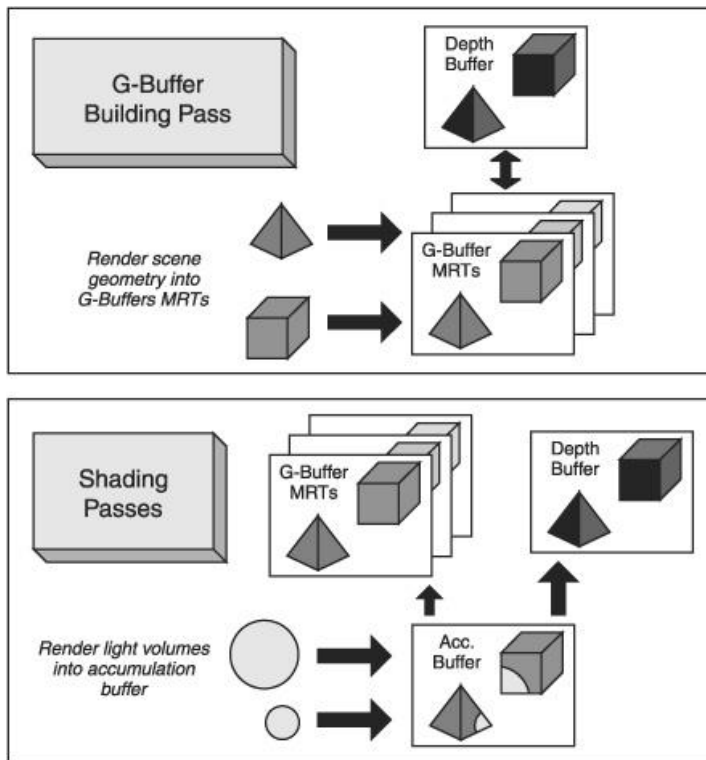 G-Buffer
Building Pass
Depth
Buffer
Render scene
geometry into
G-Buffers MRTs
G-Buffer
MRTs
Shading
Passes
G-Buffer
MRTs
Depth
Buffer
Render light volumes
into accumulation
buffer
Acc.
Buffer